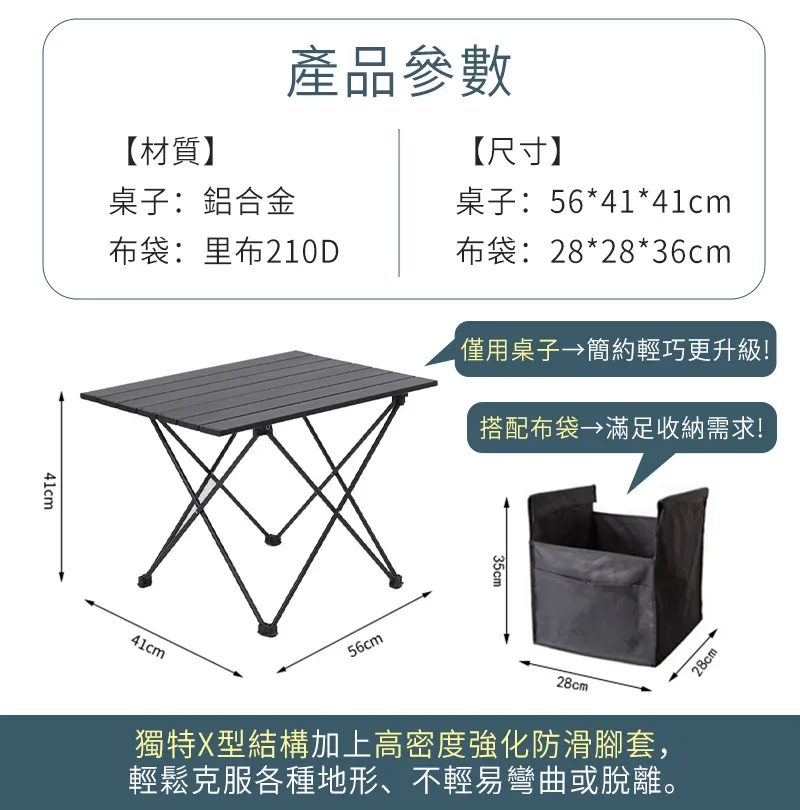 產品參數
【材質】
桌子：鋁合金
布袋：里布210D
【尺寸】
桌子：56*41*41cm
布袋：28*28*36cm
僅用桌子→簡約輕巧更升級!
搭配布袋→滿足收納需求!
41cm
41cm
56cm
35cm
28cm
28cm
獨特X型結構加上高密度強化防滑腳套，
輕鬆克服各種地形、不輕易彎曲或脫離。